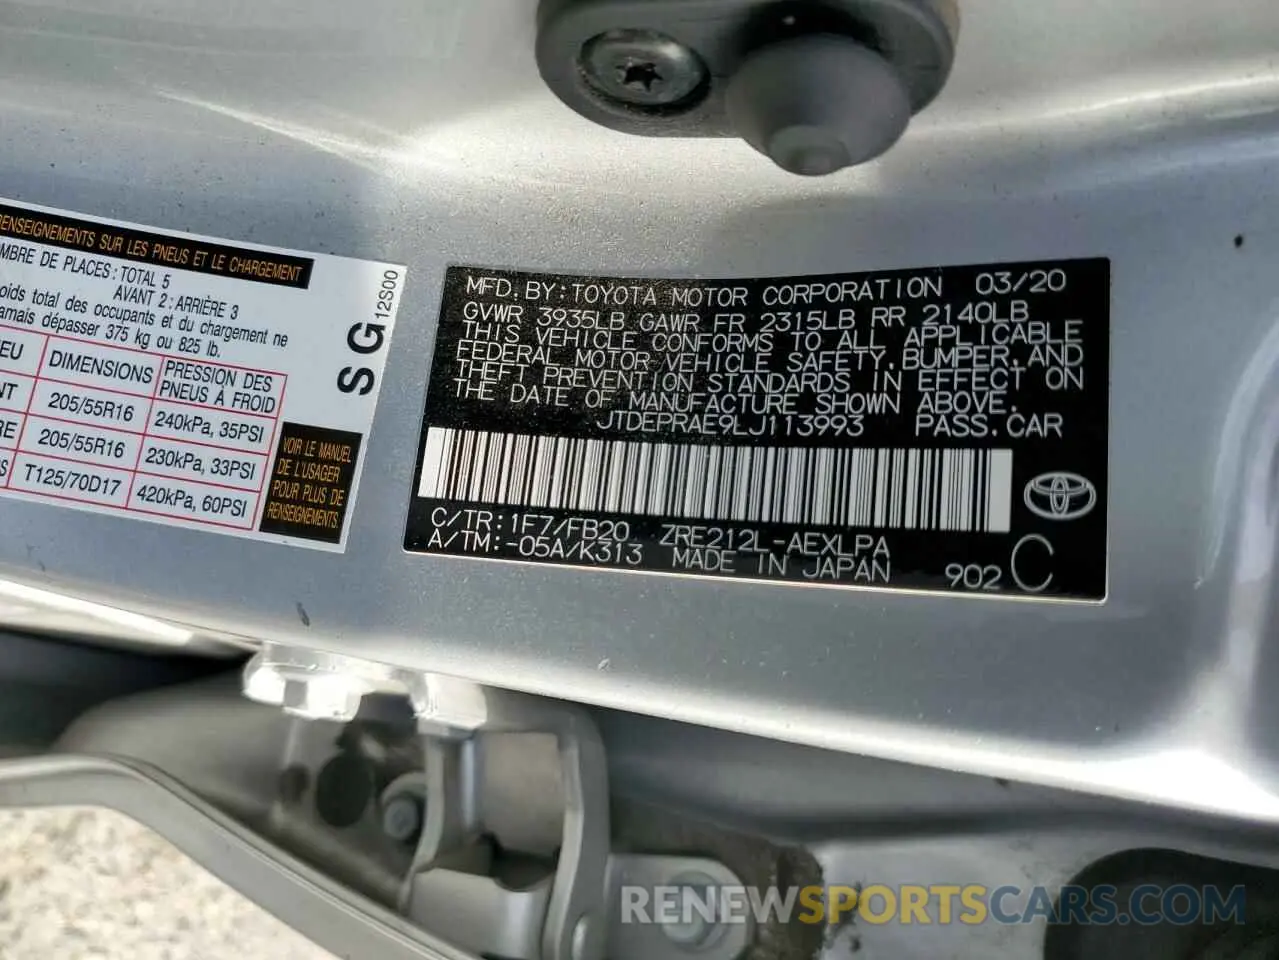 RENSEIGNEMENTS SUR LES PNEUS ET LE CHARGEMENT
MBRE DE PLACES: TOTAL 5
AVANT 2: ARRIÈRE 3
oids total des occupants et du chargement ne
amais dépasser 375 kg ou 825 lb.
EU DIMENSIONS PRESSION DES PNEUS A FROID
NT 205/55R16 240kPa, 35PSI
RE 205/55R16 230kPa, 33PSI
S T125/70D17 420kPa, 60PSI
VOIR LE MANUEL
DE L'USAGER
POUR PLUS DE
RENSEIGNEMENTS.
SG
12S00
MFD. BY: TOYOTA MOTOR CORPORATION 03/20
GVWR 3935LB GAWR FR 2315LB RR 2140LB
THIS VEHICLE CONFORMS TO ALL APPLICABLE
FEDERAL MOTOR VEHICLE SAFETY, BUMPER, AND
THEFT PREVENTION STANDARDS IN EFFECT ON
THE DATE OF MANUFACTURE SHOWN ABOVE.
JTDEPRAE9LJ113993 PASS.CAR
C/TR: 1F7/FB20 ZRE212L-AEXLPA
A/TM: -05A/K313 MADE IN JAPAN 902 C
RENEWSPORTSCARS.COM